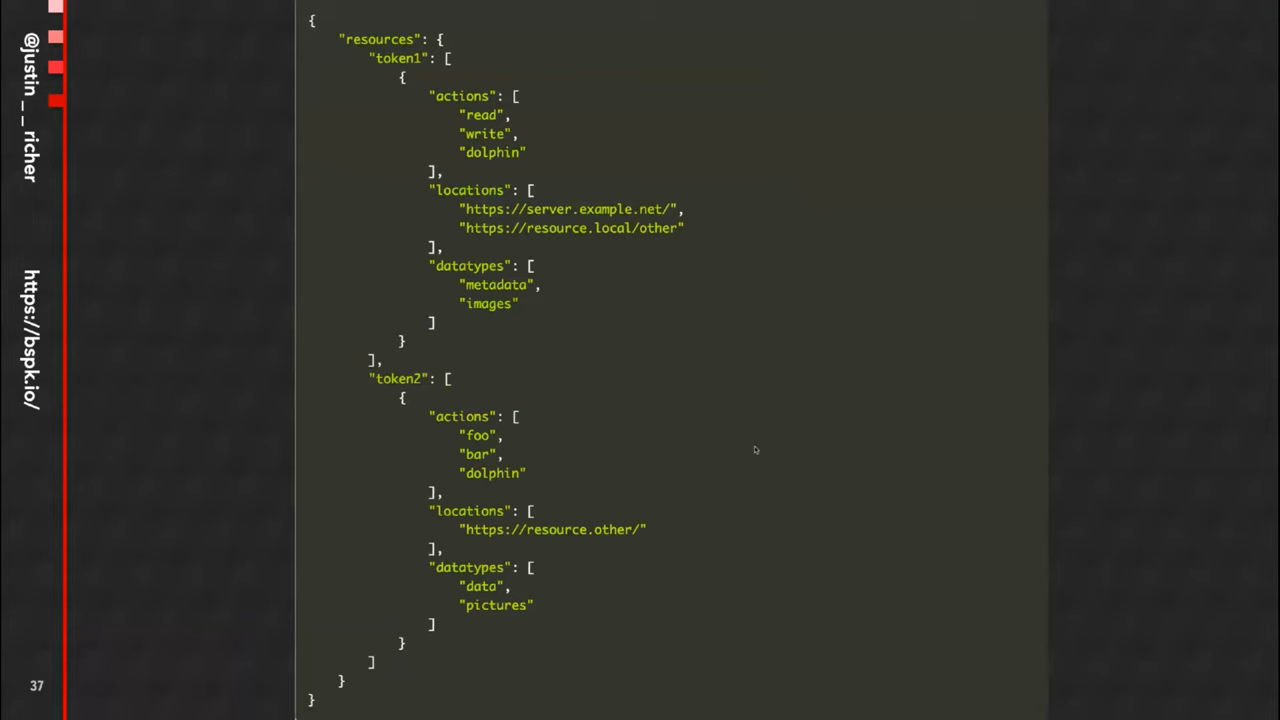 @justin__richer
https://bspk.io/
{
    "resources": {
        "token1": [
            {
                "actions": [
                    "read",
                    "write",
                    "dolphin"
                ],
                "locations": [
                    "https://server.example.net/",
                    "https://resource.local/other"
                ],
                "datatypes": [
                    "metadata",
                    "images"
                ]
            }
        ],
        "token2": [
            {
                "actions": [
                    "foo",
                    "bar",
                    "dolphin"
                ],
                "locations": [
                    "https://resource.other/"
                ],
                "datatypes": [
                    "data",
                    "pictures"
                ]
            }
        ]
    }
}
37